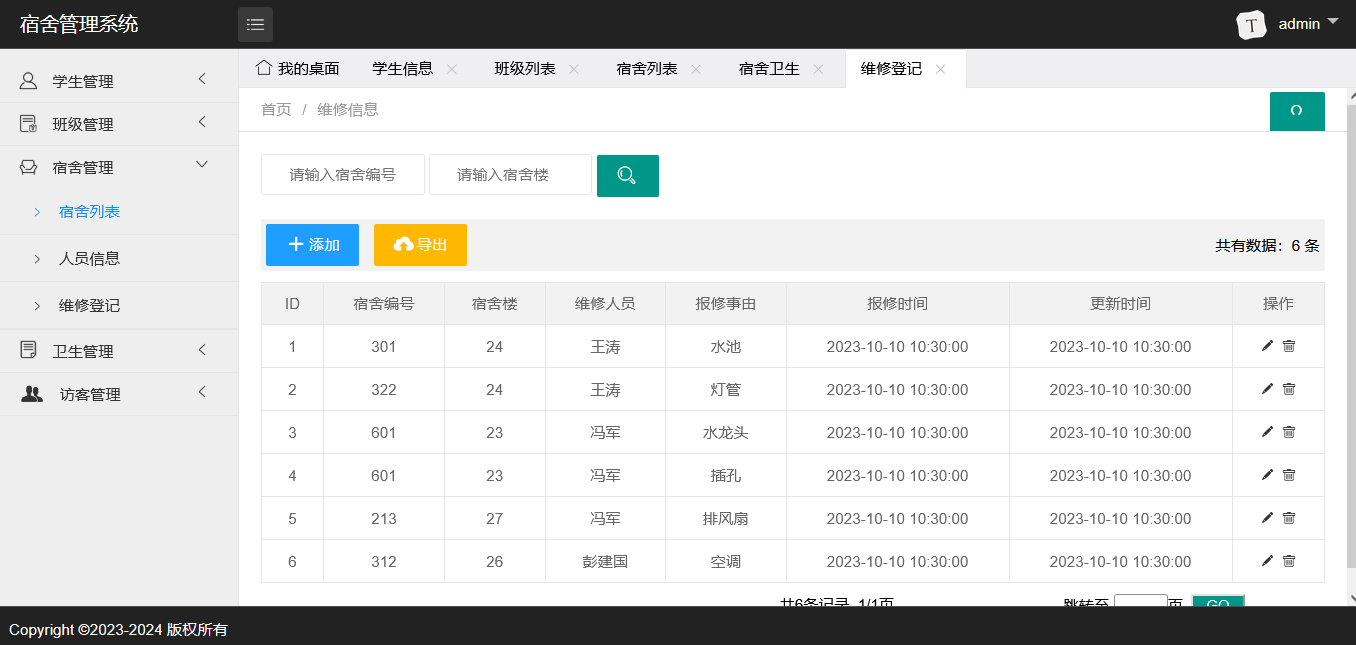 宿舍管理系统
T admin
学生管理
班级管理
宿舍管理
宿舍列表
人员信息
维修登记
卫生管理
访客管理
我的桌面 学生信息 班级列表 宿舍列表 宿舍卫生 维修登记
首页 / 维修信息
请输入宿舍编号 请输入宿舍楼
添加 导出 共有数据：6 条
ID 宿舍编号 宿舍楼 维修人员 报修事由 报修时间 更新时间 操作
1 301 24 王涛 水池 2023-10-10 10:30:00 2023-10-10 10:30:00
2 322 24 王涛 灯管 2023-10-10 10:30:00 2023-10-10 10:30:00
3 601 23 冯军 水龙头 2023-10-10 10:30:00 2023-10-10 10:30:00
4 601 23 冯军 插孔 2023-10-10 10:30:00 2023-10-10 10:30:00
5 213 27 冯军 排风扇 2023-10-10 10:30:00 2023-10-10 10:30:00
6 312 26 彭建国 空调 2023-10-10 10:30:00 2023-10-10 10:30:00
共6条记录 1/1页 跳转至 页 GO
Copyright ©2023-2024 版权所有